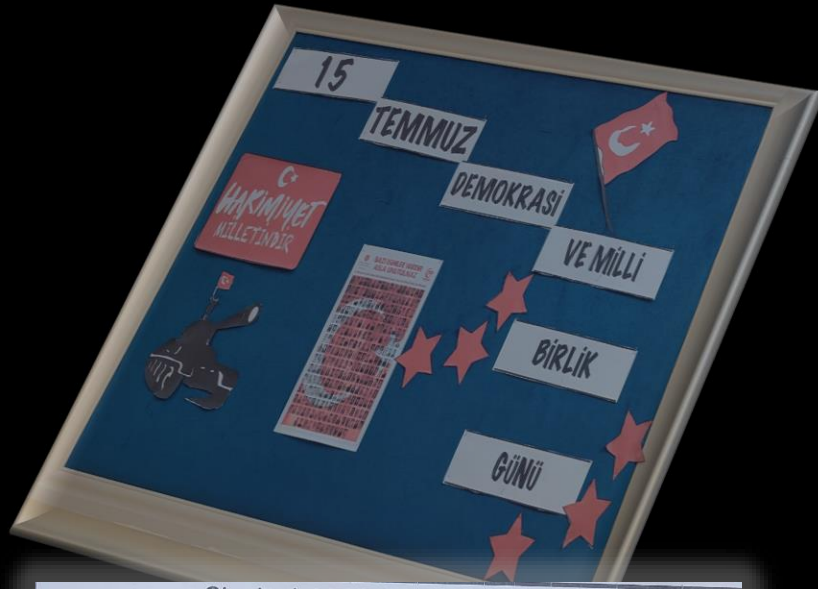 15
TEMMUZ
DEMOKRASİ
VE MİLLİ
BİRLİK
GÜNÜ
HAKİMİYET
MİLLETİNDİR